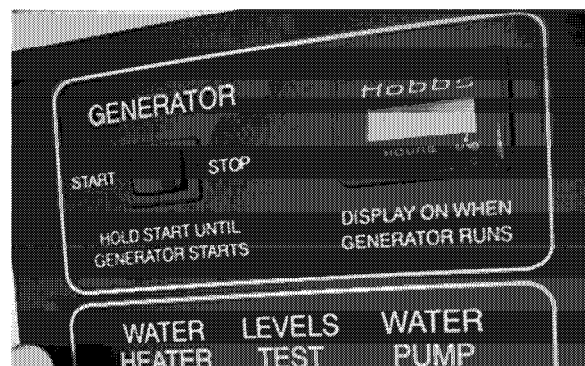 Hobbs
GENERATOR
HOURS
START
STOP
HOLD START UNTIL
GENERATOR STARTS
DISPLAY ON WHEN
GENERATOR RUNS
WATER
HEATER
LEVELS
TEST
WATER
PUMP